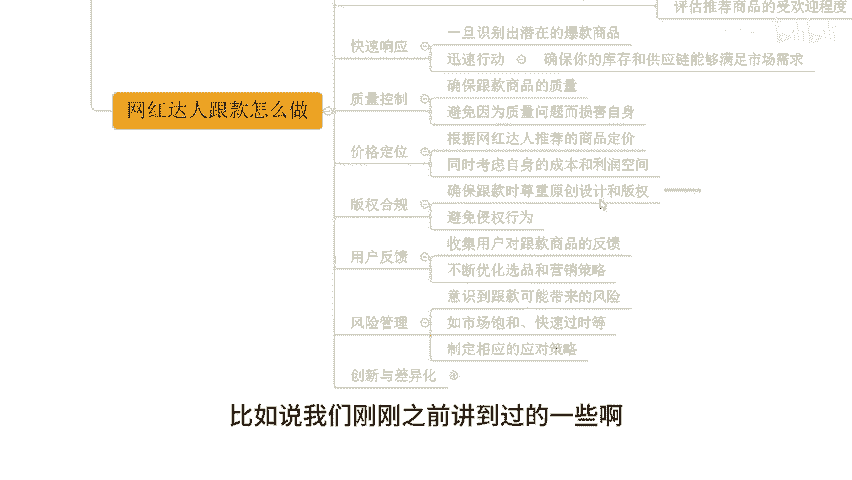 评估推荐商品的受欢迎程度
快速响应
一旦识别出潜在的爆款商品
迅速行动
确保你的库存和供应链能够满足市场需求
网红达人跟款怎么做
质量控制
确保跟款商品的质量
避免因为质量问题而损害自身
价格定位
根据网红达人推荐的商品定价
同时考虑自身的成本和利润空间
版权合规
确保跟款时尊重原创设计和版权
避免侵权行为
用户反馈
收集用户对跟款商品的反馈
不断优化选品和营销策略
风险管理
意识到跟款可能带来的风险
如市场饱和、快速过时等
制定相应的应对策略
创新与差异化
比如说我们刚刚之前讲到过的一些啊